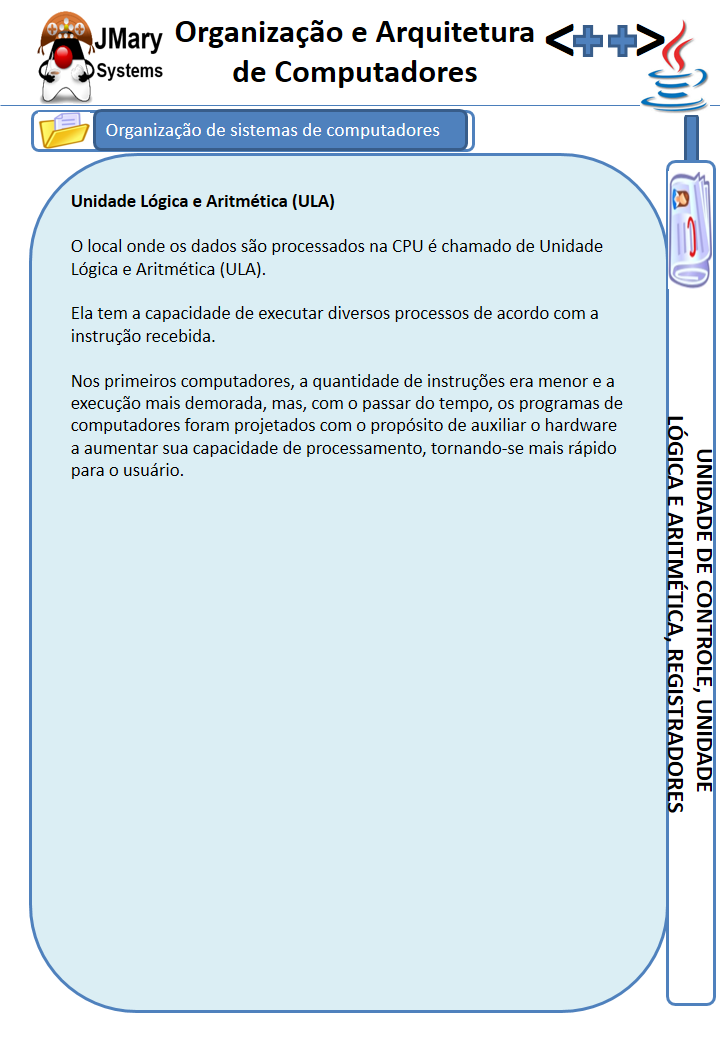 JMary
Systems
Organização e Arquitetura
de Computadores
<++>
Organização de sistemas de computadores
Unidade Lógica e Aritmética (ULA)
O local onde os dados são processados na CPU é chamado de Unidade
Lógica e Aritmética (ULA).
Ela tem a capacidade de executar diversos processos de acordo com a
instrução recebida.
Nos primeiros computadores, a quantidade de instruções era menor e a
execução mais demorada, mas, com o passar do tempo, os programas de
computadores foram projetados com o propósito de auxiliar o hardware
a aumentar sua capacidade de processamento, tornando-se mais rápido
para o usuário.
UNIDADE DE CONTROLE, UNIDADE
LÓGICA E ARITMÉTICA, REGISTRADORES